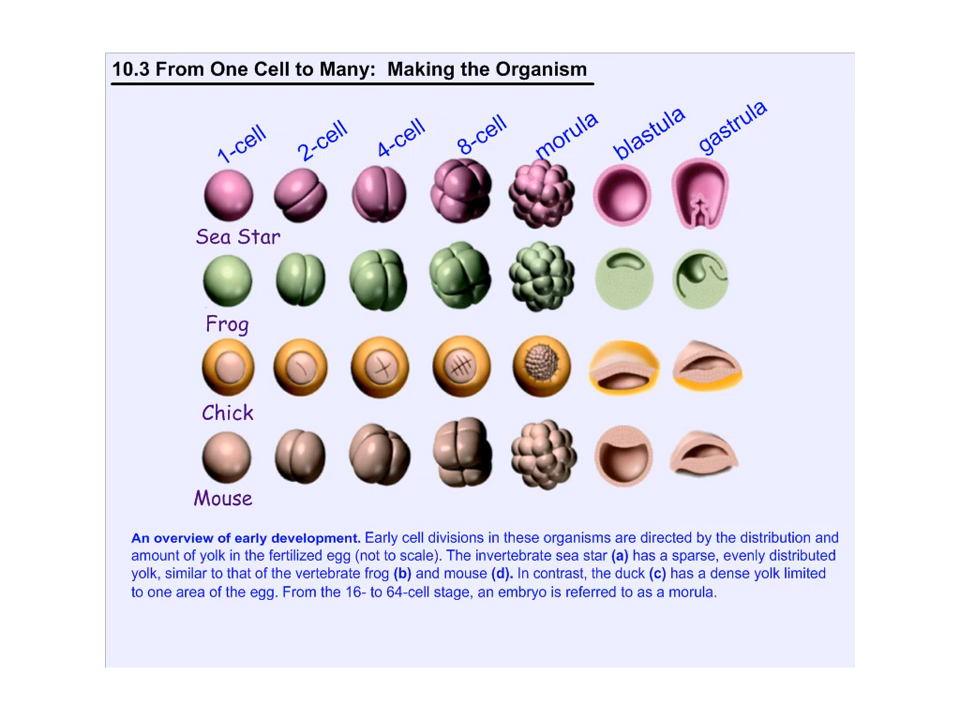 10.3 From One Cell to Many: Making the Organism
1-cell 2-cell 4-cell 8-cell morula blastula gastrula
Sea Star
Frog
Chick
Mouse
An overview of early development. Early cell divisions in these organisms are directed by the distribution and
amount of yolk in the fertilized egg (not to scale). The invertebrate sea star (a) has a sparse, evenly distributed
yolk, similar to that of the vertebrate frog (b) and mouse (d). In contrast, the duck (c) has a dense yolk limited
to one area of the egg. From the 16- to 64-cell stage, an embryo is referred to as a morula.